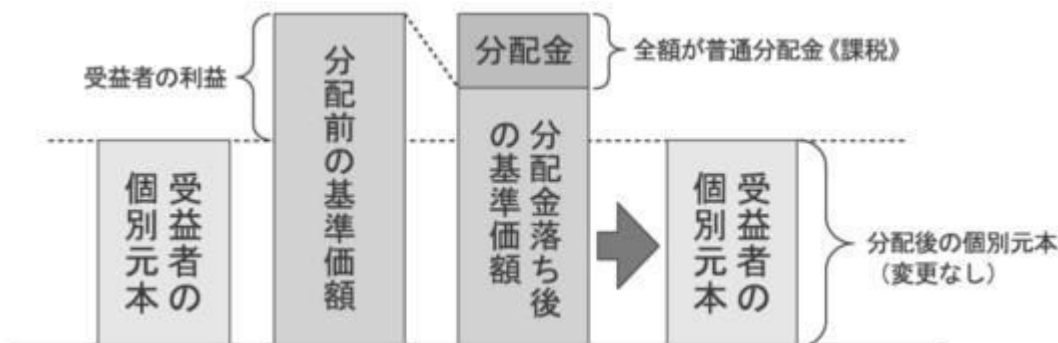 受益者の利益
受益者の
個別元本
分配前の基準価額
分配金
全額が普通分配金《課税》
分配金落ち後
の基準価額
受益者の
個別元本
分配後の個別元本
(変更なし)